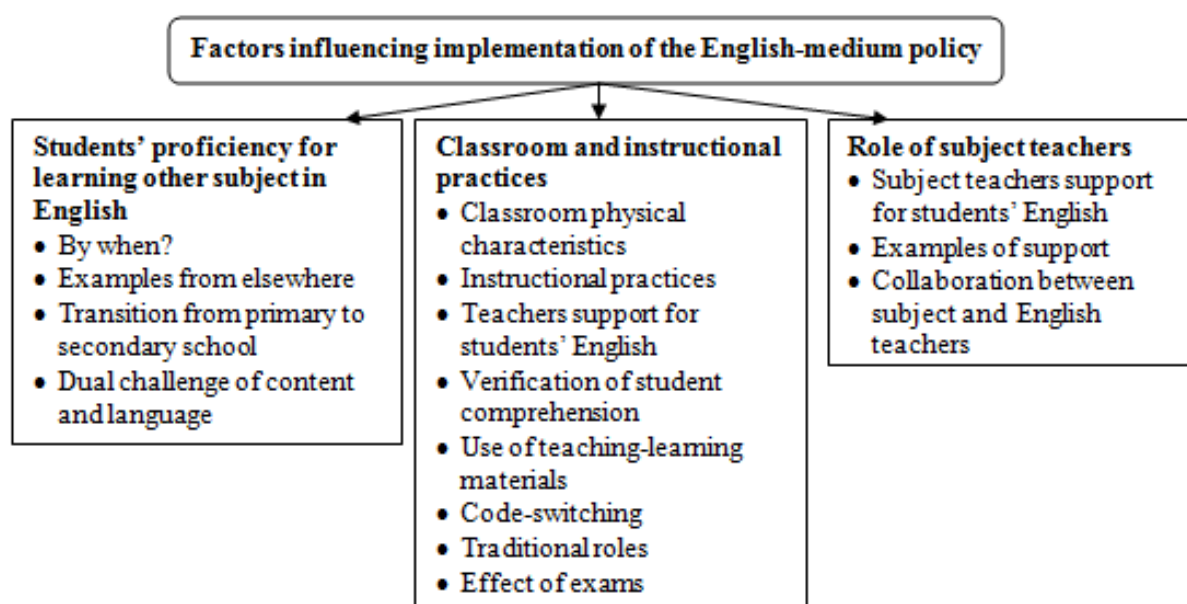 Factors influencing implementation of the English-medium policy
Students’ proficiency for
learning other subject in
English
• By when?
• Examples from elsewhere
• Transition from primary to
secondary school
• Dual challenge of content
and language
Classroom and instructional
practices
• Classroom physical
characteristics
• Instructional practices
• Teachers support for
students’ English
• Verification of student
comprehension
• Use of teaching-learning
materials
• Code-switching
• Traditional roles
• Effect of exams
Role of subject teachers
• Subject teachers support
for students’ English
• Examples of support
• Collaboration between
subject and English
teachers